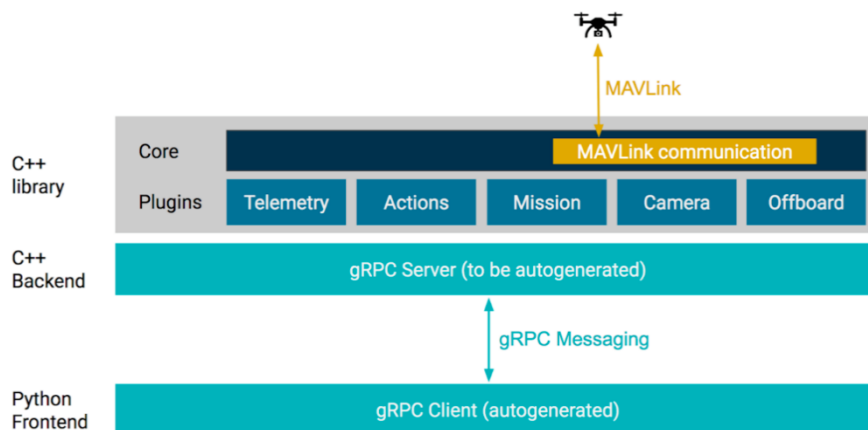 MAVLink
C++
library
Core
MAVLink communication
Plugins
Telemetry
Actions
Mission
Camera
Offboard
C++
Backend
gRPC Server (to be autogenerated)
gRPC Messaging
Python
Frontend
gRPC Client (autogenerated)